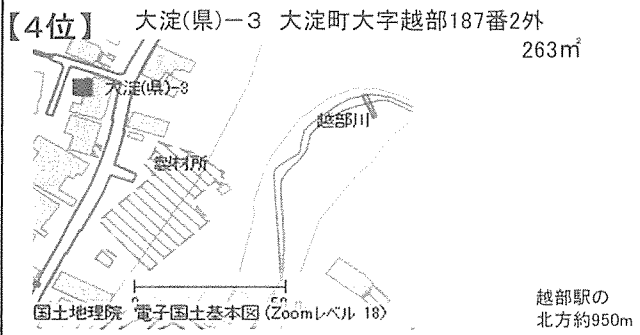 【4位】 大淀(県)-3 大淀町大字越部187番2外
263㎡
大淀(県)-3
越部川
製材所
0 50
国土地理院 電子国土基本図 (Zoomレベル 18)
越部駅の
北方約950m